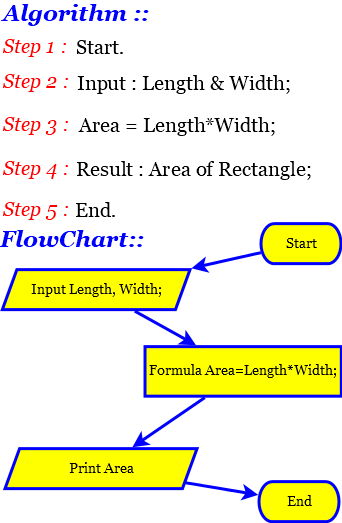 Algorithm ::
Step 1 : Start.
Step 2 : Input : Length & Width;
Step 3 : Area = Length*Width;
Step 4 : Result : Area of Rectangle;
Step 5 : End.
FlowChart::
Start
Input Length, Width;
Formula Area=Length*Width;
Print Area
End